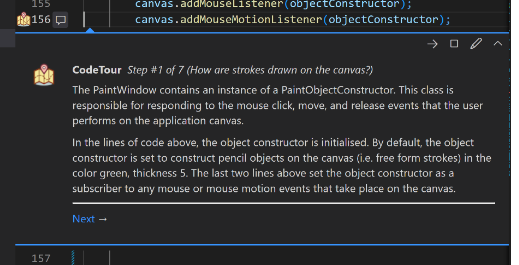 155 canvas.addMouseListener(objectConstructor);
156 canvas.addMouseMotionListener(objectConstructor);
CodeTour Step #1 of 7 (How are strokes drawn on the canvas?)
The PaintWindow contains an instance of a PaintObjectConstructor. This class is
responsible for responding to the mouse click, move, and release events that the user
performs on the application canvas.
In the lines of code above, the object constructor is initialised. By default, the object
constructor is set to construct pencil objects on the canvas (i.e. free form strokes) in the
color green, thickness 5. The last two lines above set the object constructor as a
subscriber to any mouse or mouse motion events that take place on the canvas.
Next →
157